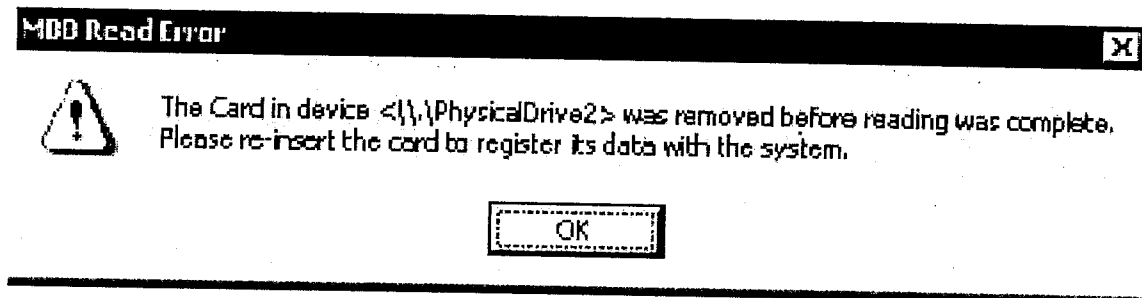 MBB Read Error
The Card in device <\\.\PhysicalDrive2> was removed before reading was complete.
Please re-insert the card to register its data with the system.
OK